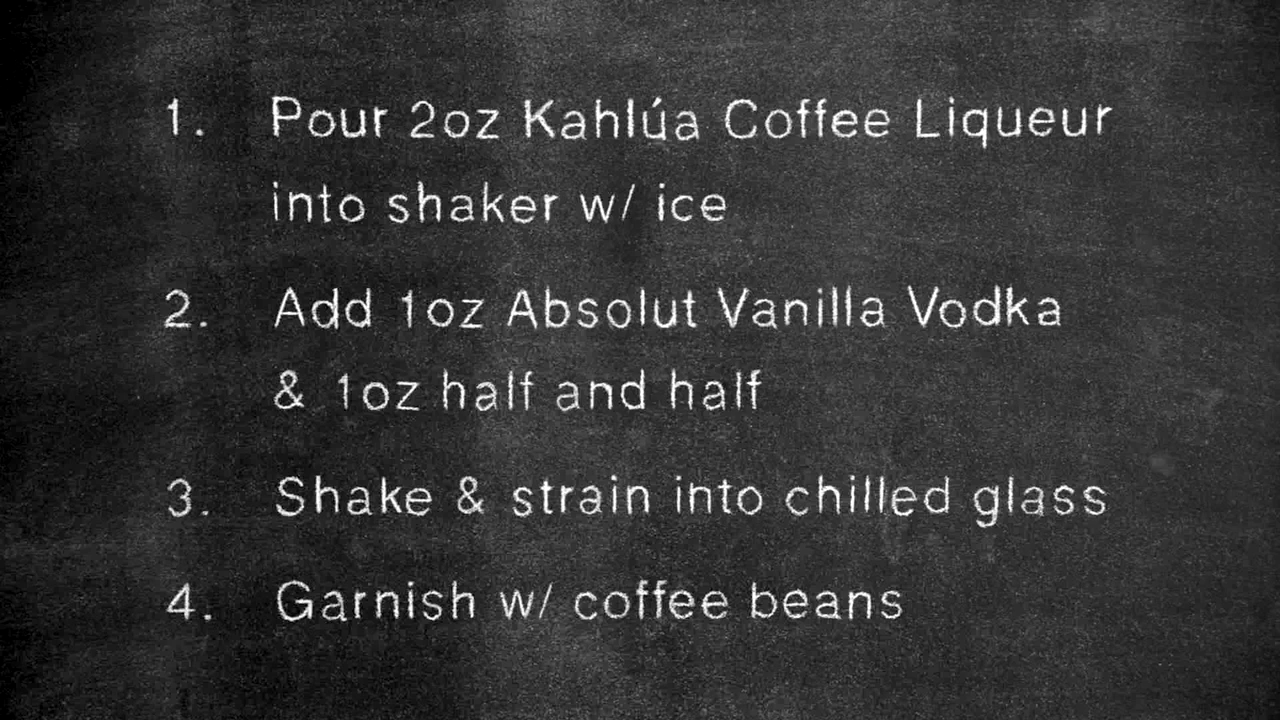 1. Pour 2oz Kahlúa Coffee Liqueur
into shaker w/ ice
2. Add 1oz Absolut Vanilla Vodka
& 1oz half and half
3. Shake & strain into chilled glass
4. Garnish w/ coffee beans